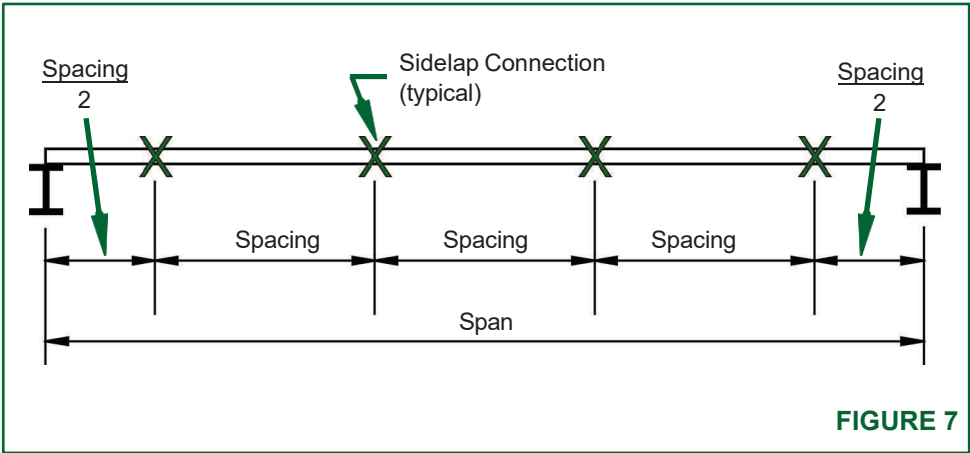 Spacing
2
Sidelap Connection
(typical)
Spacing
2
Spacing
Spacing
Spacing
Span
FIGURE 7